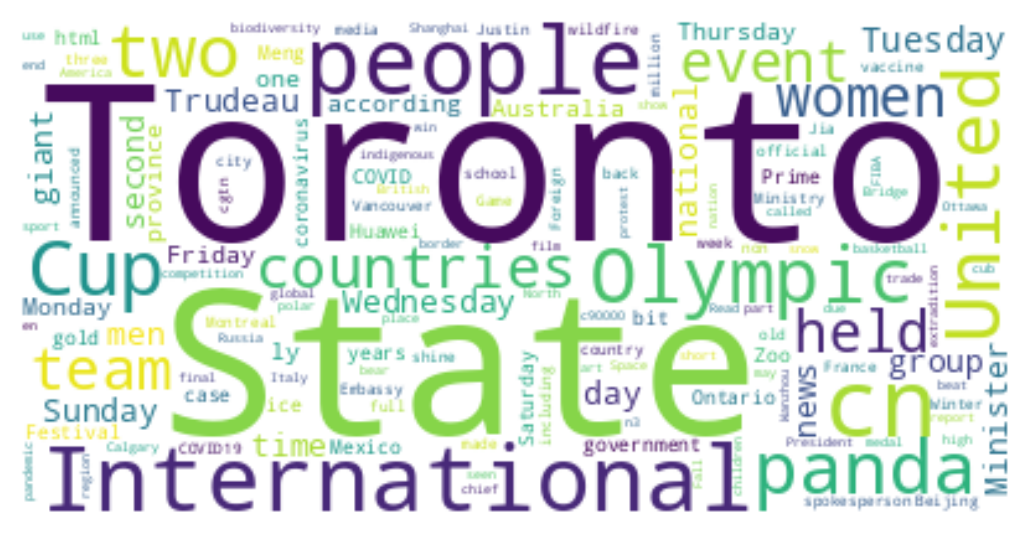 use
html
two
biodiversity
media
Shanghai
Justin
wildfire
Thursday
Tuesday
end
three
America
Meng
one
people
million
event
vaccine
giant
Trudeau
according
Australia
show
national
women
United
announced
second
province
Toronto
city
cgtn
coronavirus
indigenous
win
COVID
British
Vancouver
school
Game
Foreign
back
protest
nation
Jia
official
Prime
Ministry
called
FIBA
Bridge
Ottawa
sport
Huawei
border
film
week
non
snow
basketball
Cup
Friday
competition
countries
Olympic
trade
cub
extradition
Monday
en
global
polar
Wednesday
North
place
c90000
bit
Read
part
due
held
gold
men
Montreal
Russia
State
ly
years
shine
country
short
old
Zoo
may
group
team
final
case
Italy
ice
bear
Embassy
full
Saturday
including
art
Space
day
n3
Ontario
Wanzhou
news
France
cn
beat
Winter
report
Minister
Sunday
Festival
Calgary
COVID19
time
Mexico
made
government
President
medal
high
pandemic
region
International
seen
chief
Fall
children
panda
spokesperson
Beijing